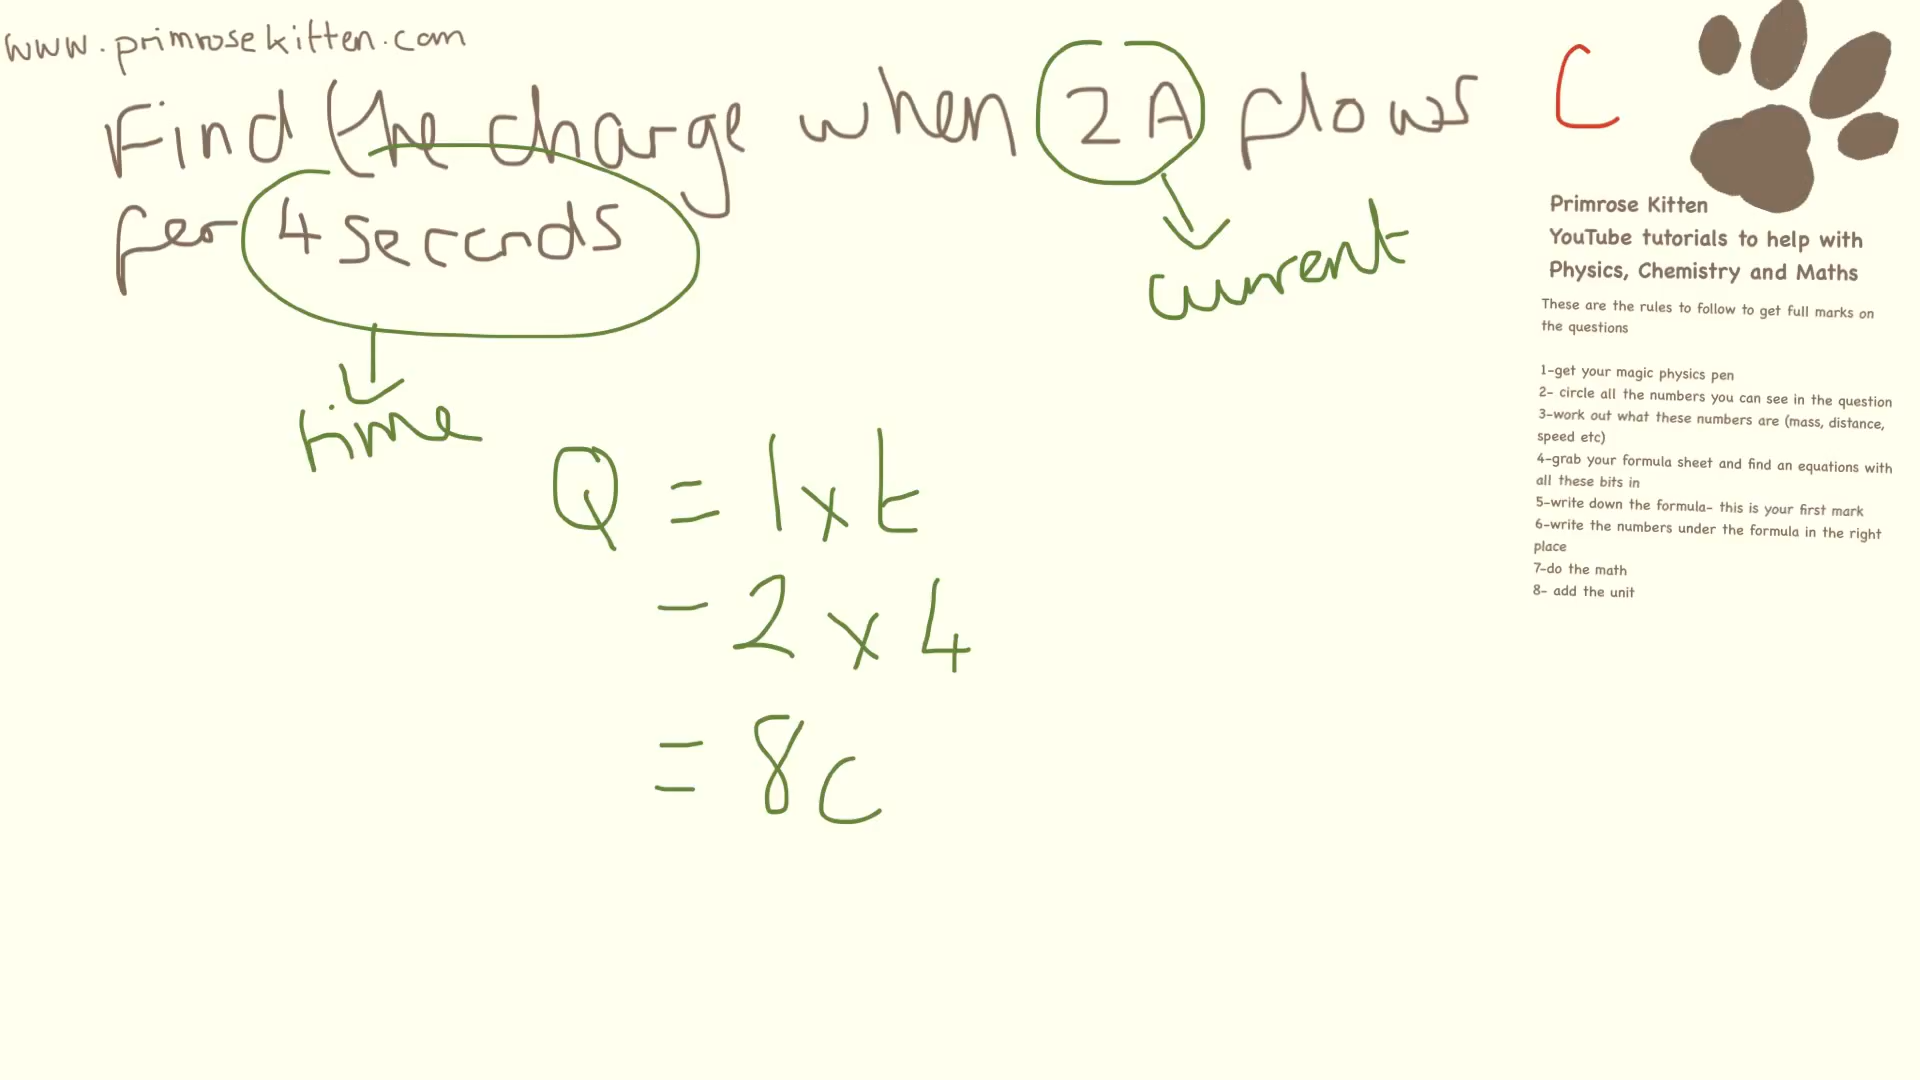 www.primrosekitten.com
Find the charge when 2A flows
for 4 seconds
C
current
time
Q = I x t
= 2 x 4
= 8C
Primrose Kitten
YouTube tutorials to help with
Physics, Chemistry and Maths
These are the rules to follow to get full marks on
the questions
1-get your magic physics pen
2- circle all the numbers you can see in the question
3-work out what these numbers are (mass, distance,
speed etc)
4-grab your formula sheet and find an equations with
all these bits in
5-write down the formula- this is your first mark
6-write the numbers under the formula in the right
place
7-do the math
8- add the unit